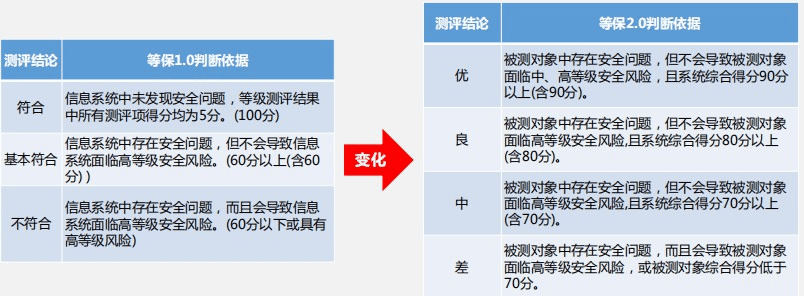 测评结论 等保1.0判断依据
符合
信息系统中未发现安全问题，等级测评结果
中所有测评项得分均为5分。(100分)
基本符合
信息系统中存在安全问题，但不会导致信息
系统面临高等级安全风险。(60分以上(含60
分) )
不符合
信息系统中存在安全问题，而且会导致信息
系统面临高等级安全风险。(60分以下或具有
高等级风险)
变化
测评结论 等保2.0判断依据
优
被测对象中存在安全问题，但不会导致被测对象
面临中、高等级安全风险，且系统综合得分90分
以上(含90分)。
良
被测对象中存在安全问题，但不会导致被测对象
面临高等级安全风险,且系统综合得分80分以上
(含80分)。
中
被测对象中存在安全问题，但不会导致被测对象
面临高等级安全风险,且系统综合得分70分以上
(含70分)。
差
被测对象中存在安全问题，而且会导致被测对象
面临高等级安全风险，或被测对象综合得分低于
70分。